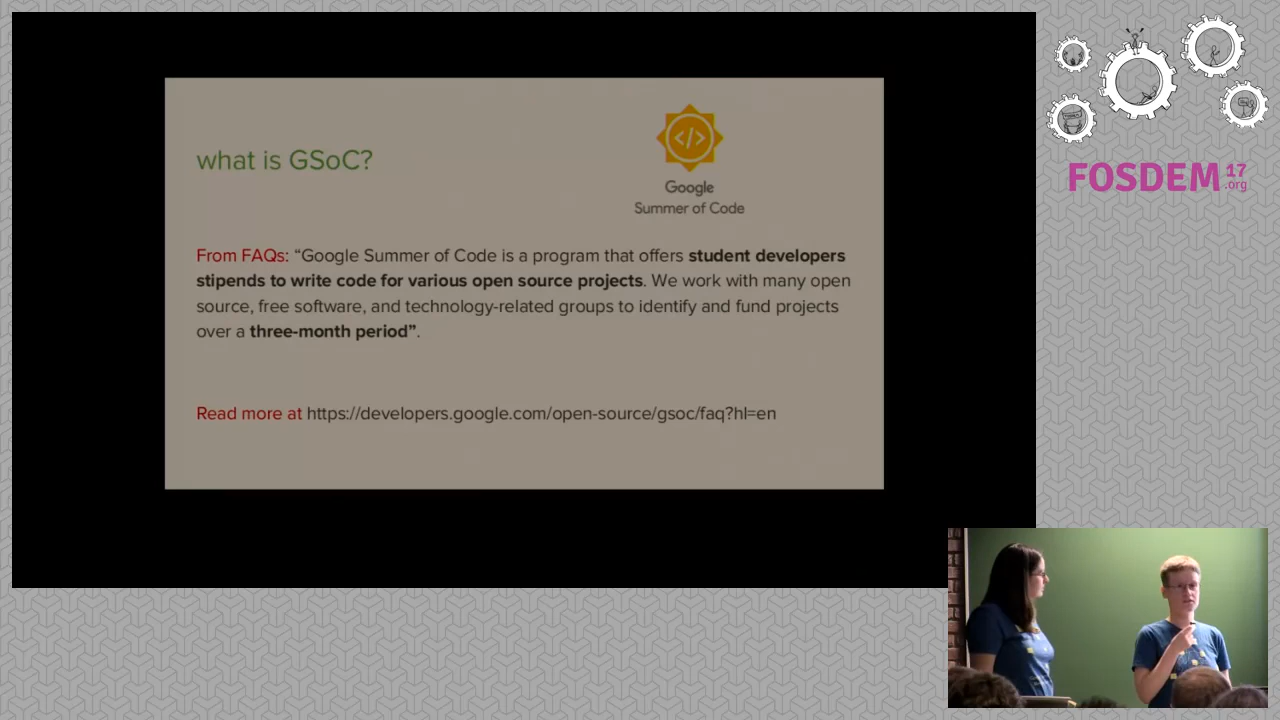 what is GSoC?
Google
Summer of Code
From FAQs: “Google Summer of Code is a program that offers student developers
stipends to write code for various open source projects. We work with many open
source, free software, and technology-related groups to identify and fund projects
over a three-month period”.
Read more at https://developers.google.com/open-source/gsoc/faq?hl=en
FOSDEM 17
.org